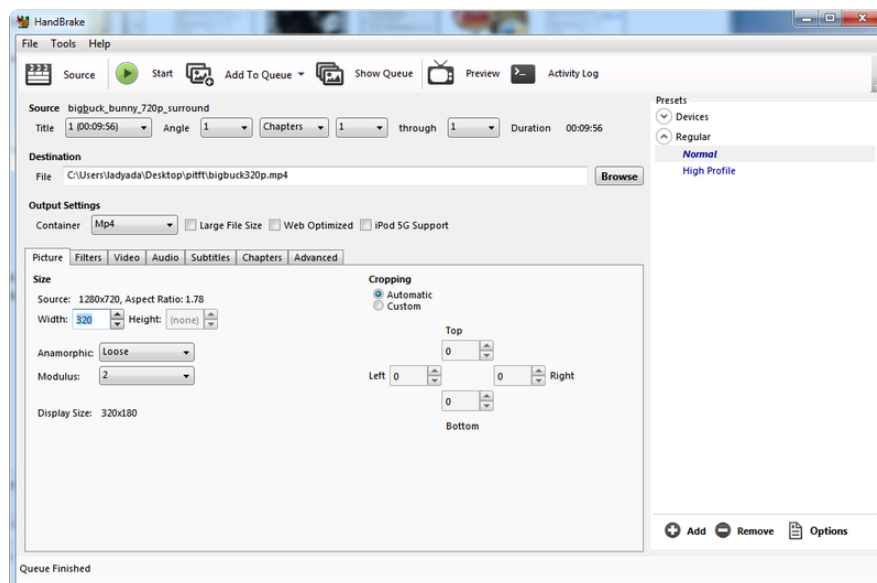 HandBrake
File Tools Help
Source Start Add To Queue Show Queue Preview Activity Log
Source bigbuck_bunny_720p_surround
Title 1 (00:09:56) Angle 1 Chapters 1 through 1 Duration 00:09:56
Destination
File C:\Users\ladyada\Desktop\pitft\bigbuck320p.mp4 Browse
Output Settings
Container Mp4 Large File Size Web Optimized iPod 5G Support
Picture Filters Video Audio Subtitles Chapters Advanced
Size
Source: 1280x720, Aspect Ratio: 1.78
Width: 320 Height: (none)
Anamorphic: Loose
Modulus: 2
Display Size: 320x180
Cropping
Automatic
Custom
Top
0
Left 0 0 Right
0
Bottom
Presets
Devices
Regular
Normal
High Profile
Add Remove Options
Queue Finished